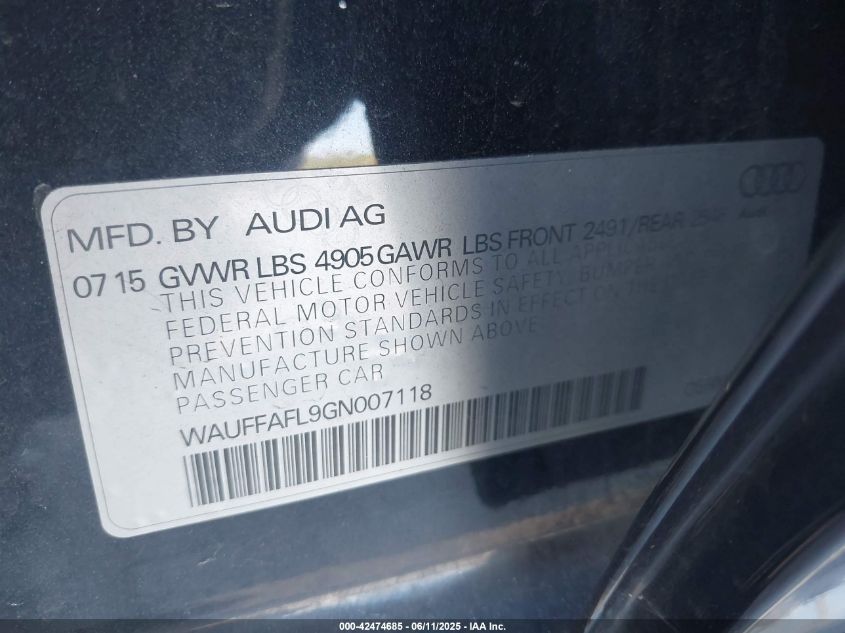 MFD. BY AUDI AG
07 15 GVWR LBS 4905 GAWR LBS FRONT 2491/REAR
Audi
THIS VEHICLE CONFORMS TO ALL
FEDERAL MOTOR VEHICLE SAFETY, BUMPER
PREVENTION STANDARDS IN EFFECT ON
MANUFACTURE SHOWN ABOVE
PASSENGER CAR
WAUFFAFL9GN007118
000-42474685 - 06/11/2025 - IAA Inc.